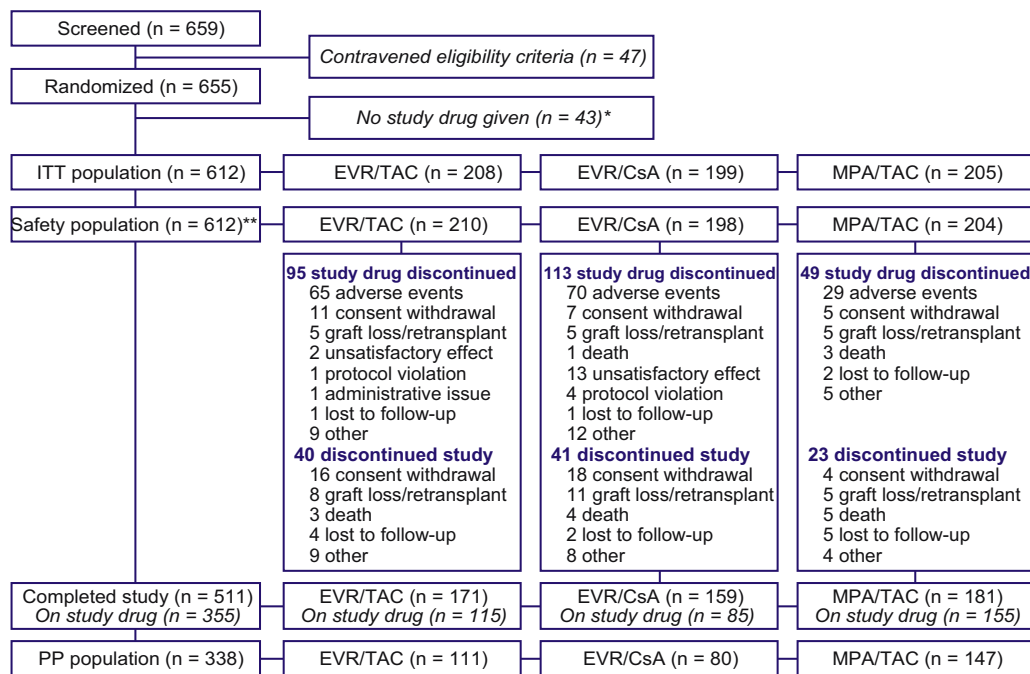 Screened (n = 659)
Contravened eligibility criteria (n = 47)
Randomized (n = 655)
No study drug given (n = 43)*
ITT population (n = 612)
EVR/TAC (n = 208)
EVR/CsA (n = 199)
MPA/TAC (n = 205)
Safety population (n = 612)**
EVR/TAC (n = 210)
EVR/CsA (n = 198)
MPA/TAC (n = 204)
95 study drug discontinued
65 adverse events
11 consent withdrawal
5 graft loss/retransplant
2 unsatisfactory effect
1 protocol violation
1 administrative issue
1 lost to follow-up
9 other
40 discontinued study
16 consent withdrawal
8 graft loss/retransplant
3 death
4 lost to follow-up
9 other
113 study drug discontinued
70 adverse events
7 consent withdrawal
5 graft loss/retransplant
1 death
13 unsatisfactory effect
4 protocol violation
1 lost to follow-up
12 other
41 discontinued study
18 consent withdrawal
11 graft loss/retransplant
4 death
2 lost to follow-up
8 other
49 study drug discontinued
29 adverse events
5 consent withdrawal
5 graft loss/retransplant
3 death
2 lost to follow-up
5 other
23 discontinued study
4 consent withdrawal
5 graft loss/retransplant
5 death
5 lost to follow-up
4 other
Completed study (n = 511)
On study drug (n = 355)
EVR/TAC (n = 171)
On study drug (n = 115)
EVR/CsA (n = 159)
On study drug (n = 85)
MPA/TAC (n = 181)
On study drug (n = 155)
PP population (n = 338)
EVR/TAC (n = 111)
EVR/CsA (n = 80)
MPA/TAC (n = 147)